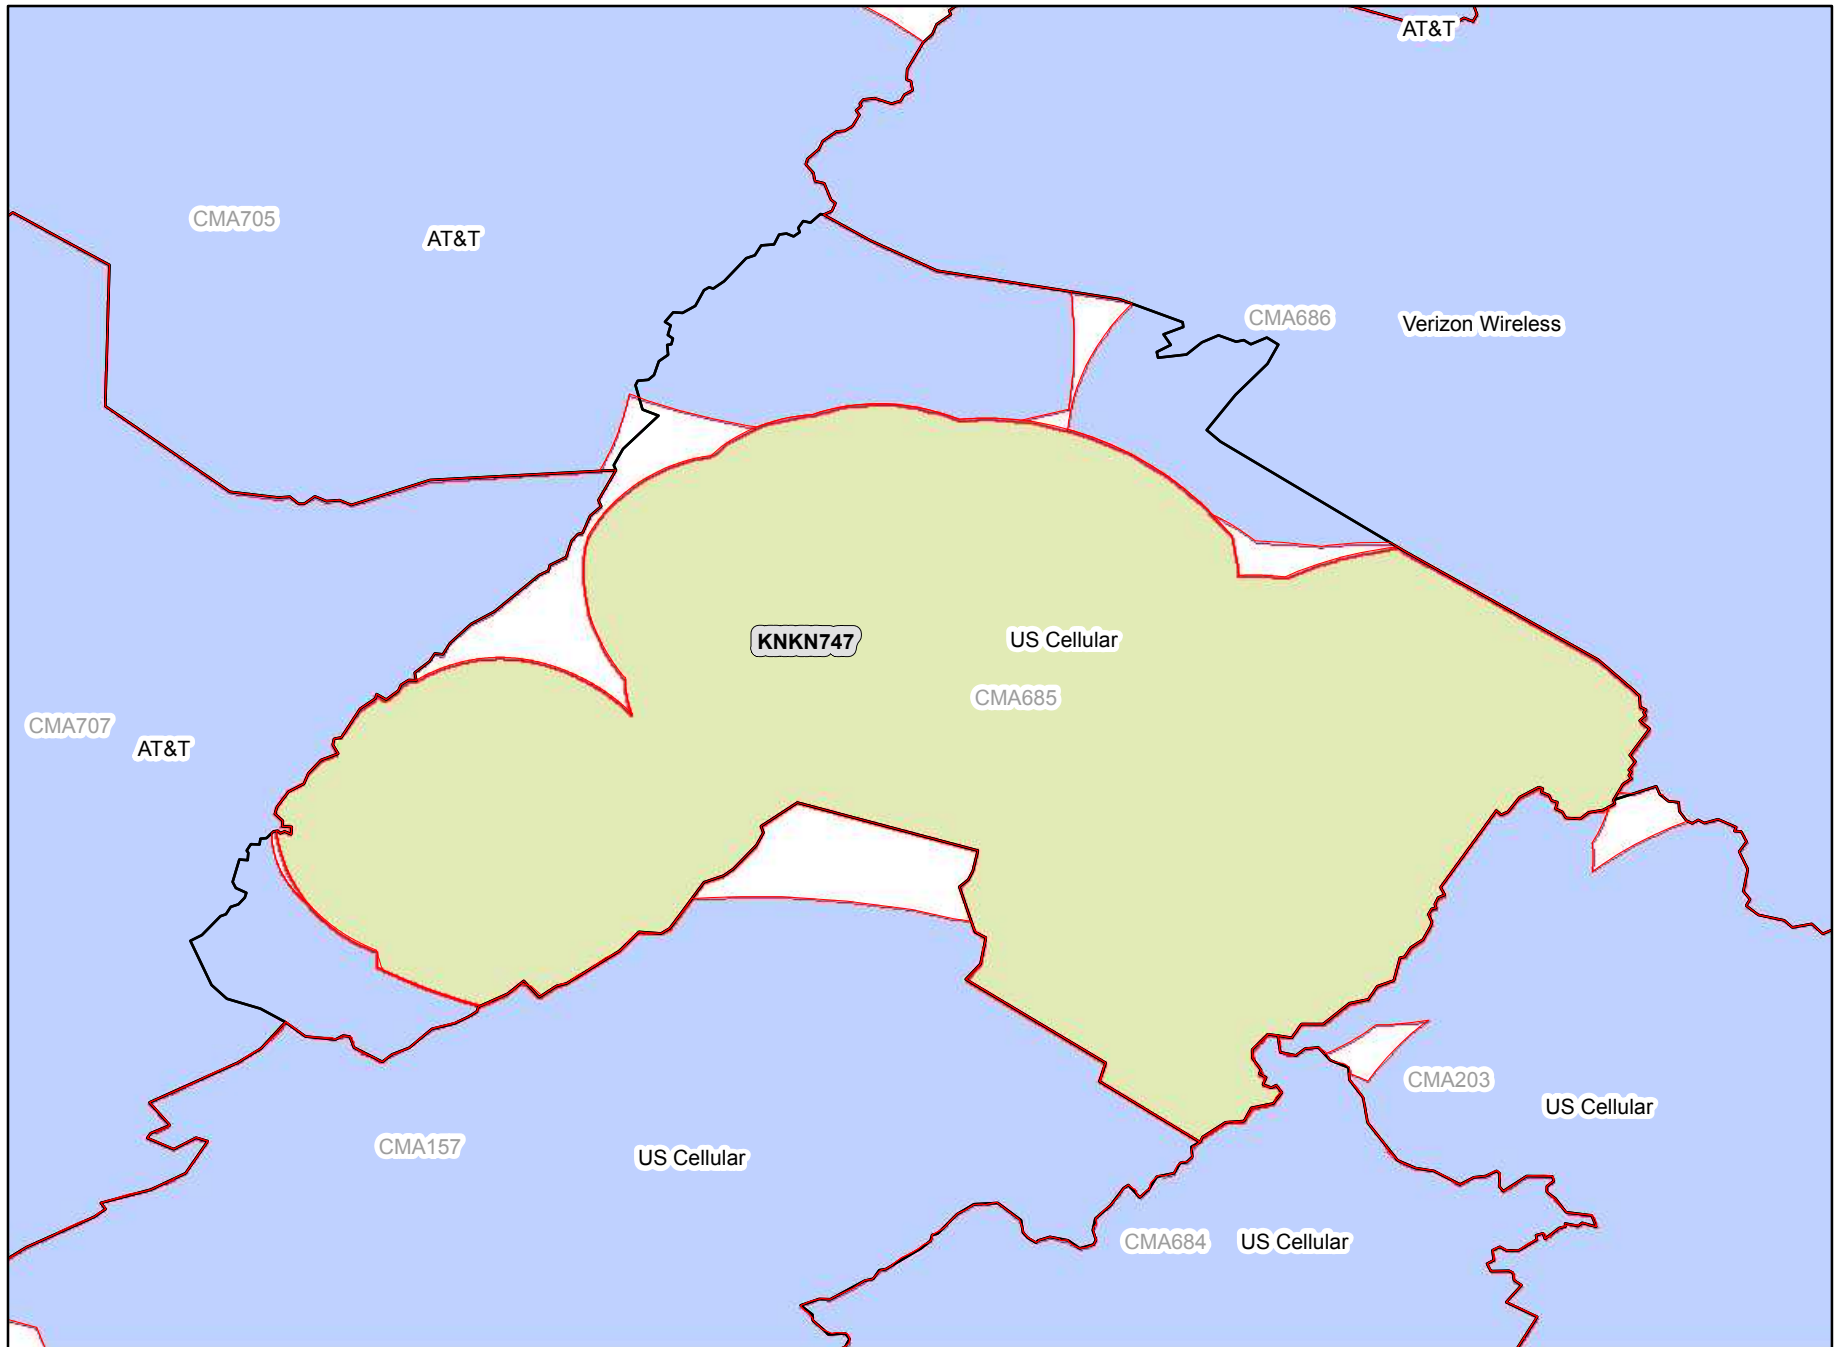 AT&T
CMA705
AT&T
CMA686
Verizon Wireless
KNKN747
US Cellular
CMA685
CMA707
AT&T
CMA203
US Cellular
CMA157
US Cellular
CMA684
US Cellular